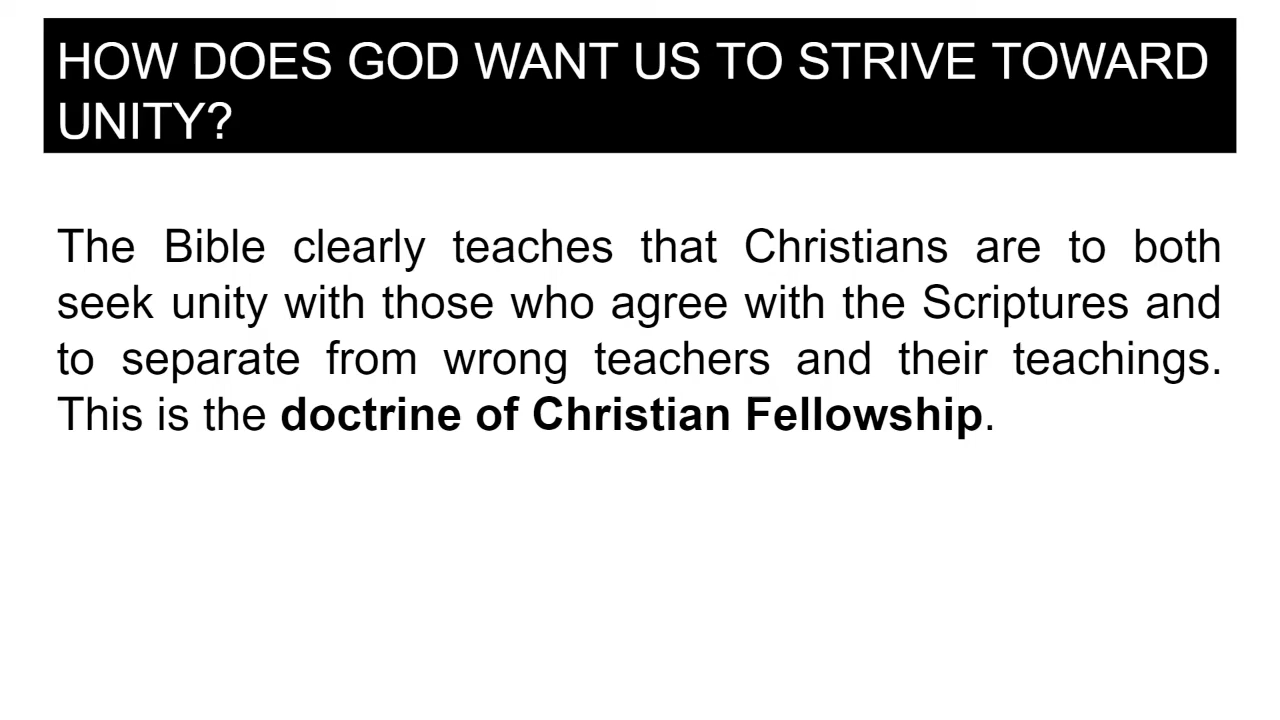 HOW DOES GOD WANT US TO STRIVE TOWARD
UNITY?
The Bible clearly teaches that Christians are to both
seek unity with those who agree with the Scriptures and
to separate from wrong teachers and their teachings.
This is the doctrine of Christian Fellowship.